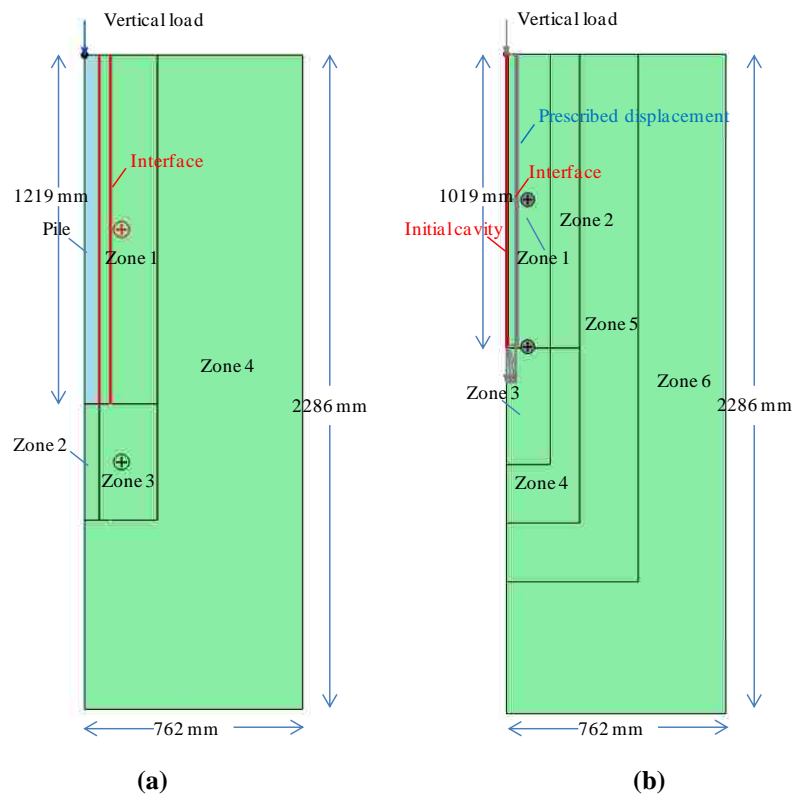 Vertical load
Interface
1219 mm
Pile
Zone 1
Zone 4
2286 mm
Zone 2
Zone 3
762 mm
(a)
Vertical load
Prescribed displacement
Interface
1019 mm
Zone 2
Initial cavity
Zone 1
Zone 5
Zone 6
Zone 3
2286 mm
Zone 4
762 mm
(b)